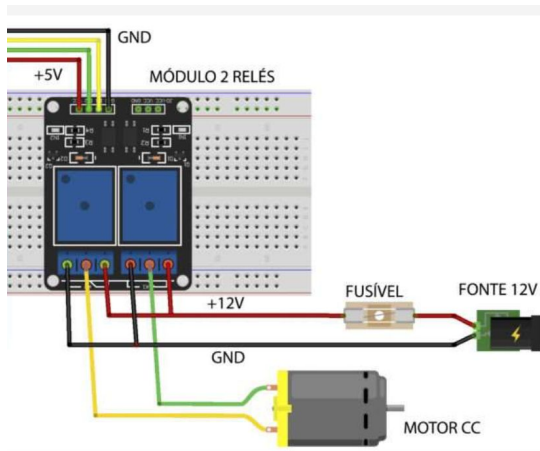 GND
+5V
MÓDULO 2 RELÉS
+12V
FUSÍVEL
FONTE 12V
GND
MOTOR CC